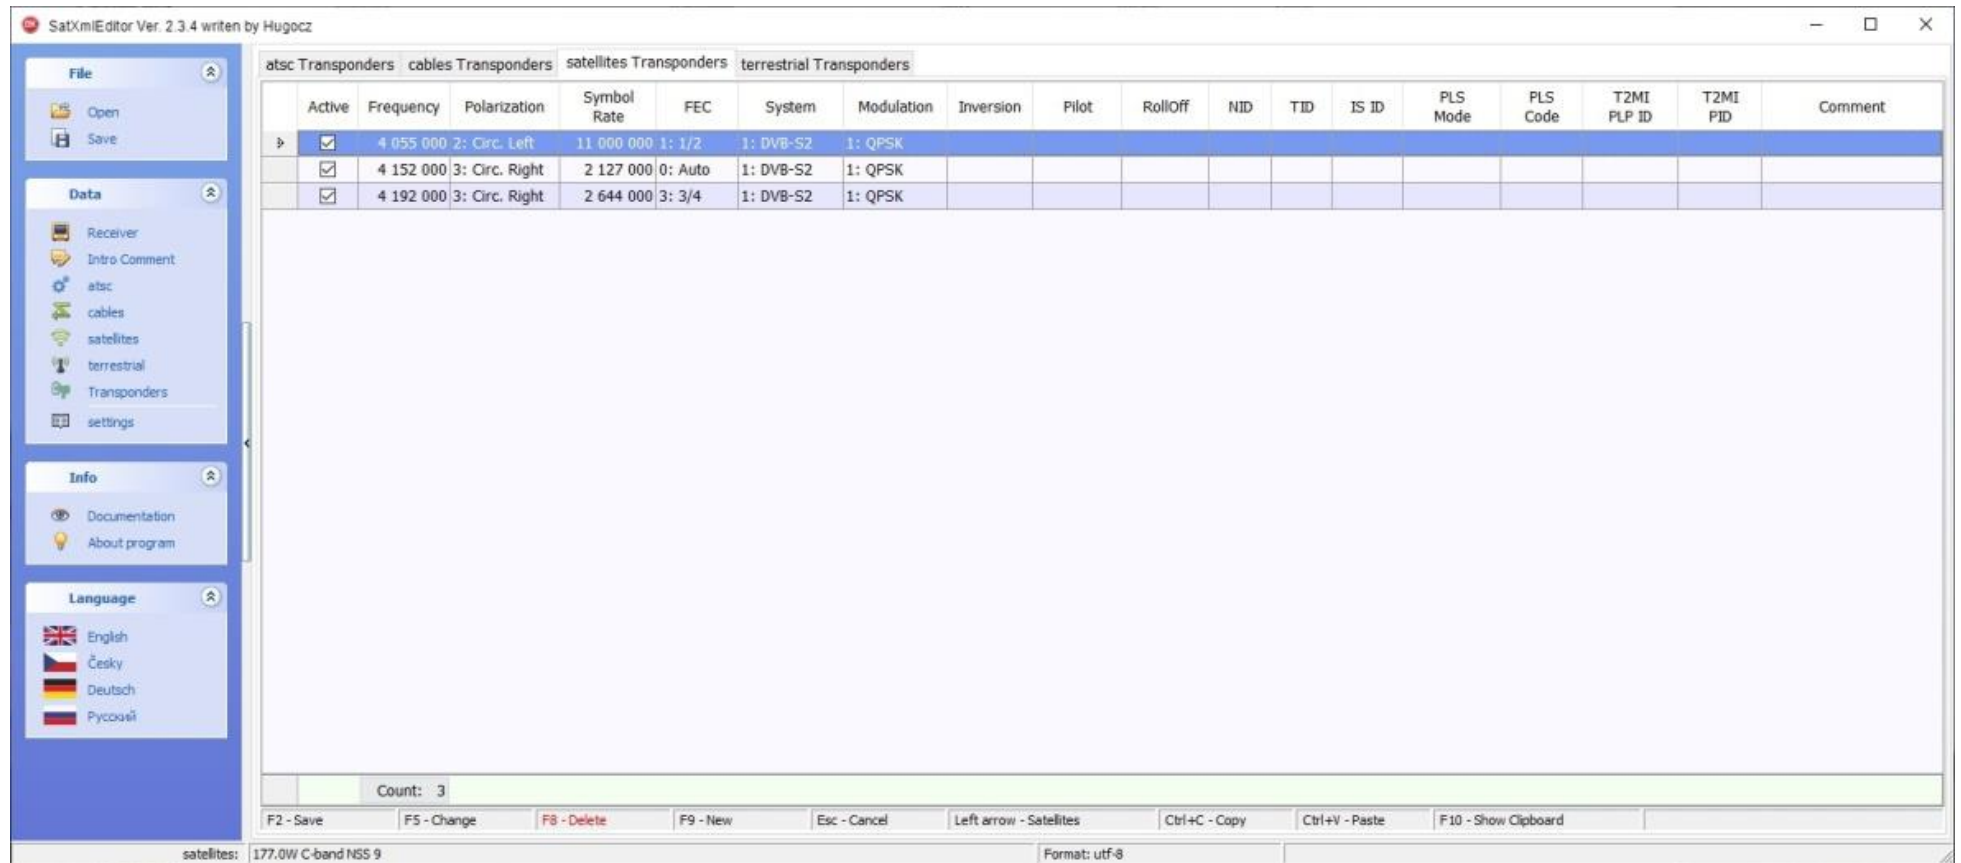 SatXmlEditor Ver. 2.3.4 writen by Hugocz
File
Open
Save
Data
Receiver
Intro Comment
atsc
cables
satellites
terrestrial
Transponders
settings
Info
Documentation
About program
Language
English
Česky
Deutsch
Русский
atsc Transponders cables Transponders satellites Transponders terrestrial Transponders
Active Frequency Polarization Symbol Rate FEC System Modulation Inversion Pilot RollOff NID TID IS ID PLS Mode PLS Code T2MI PLP ID T2MI PID Comment
4 055 000 2: Circ. Left 11 000 000 1: 1/2 1: DVB-S2 1: QPSK
4 152 000 3: Circ. Right 2 127 000 0: Auto 1: DVB-S2 1: QPSK
4 192 000 3: Circ. Right 2 644 000 3: 3/4 1: DVB-S2 1: QPSK
Count: 3
F2 - Save F5 - Change F8 - Delete F9 - New Esc - Cancel Left arrow - Satellites Ctrl+C - Copy Ctrl+V - Paste F10 - Show Clipboard
satellites: 177.0W C-band NSS 9 Format: utf-8